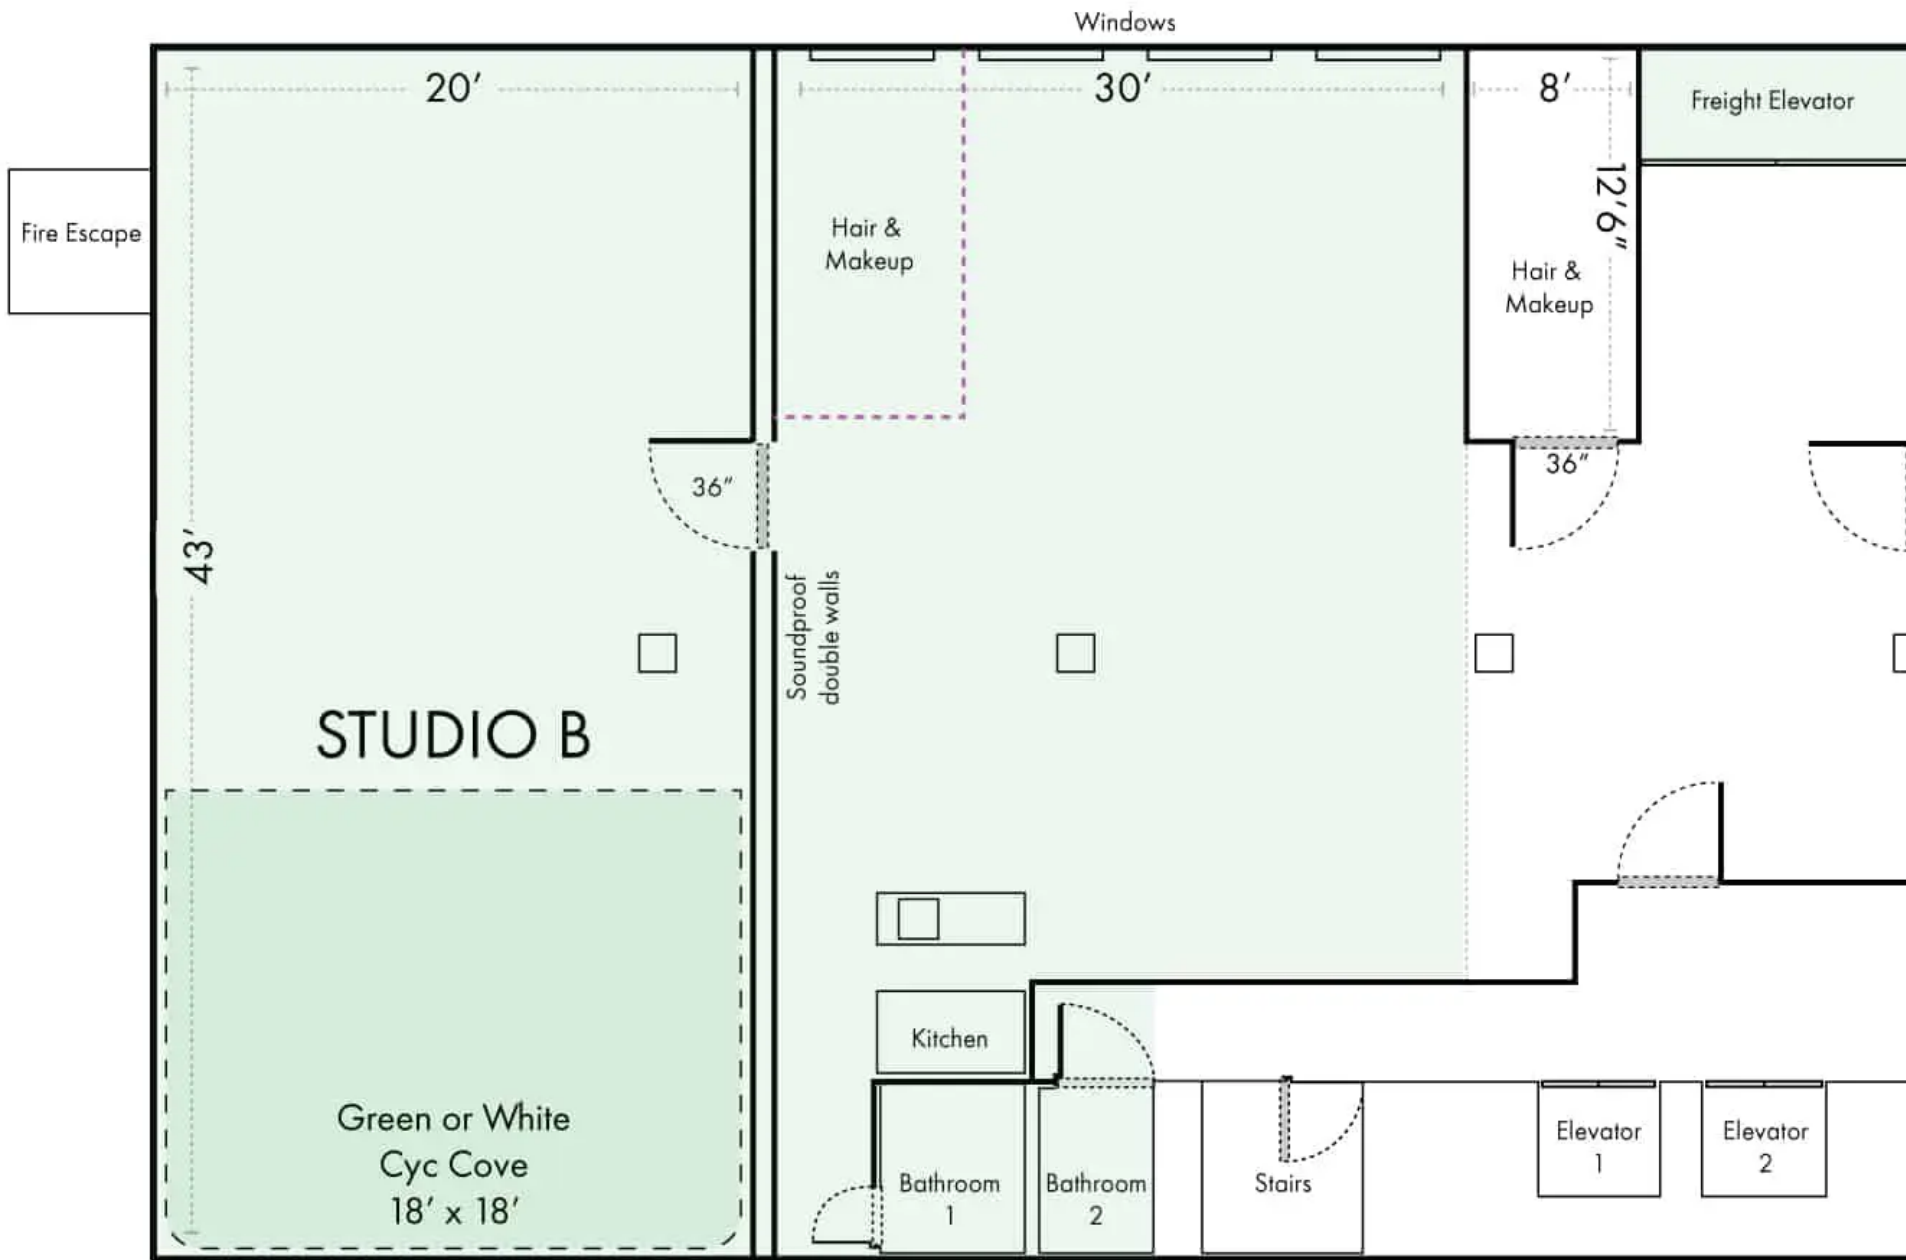 Windows
20′
30′
8′
Freight Elevator
12′6″
Fire Escape
Hair &
Makeup
Hair &
Makeup
36″
36″
43′
Soundproof
double walls
STUDIO B
Kitchen
Green or White
Cyc Cove
18′ x 18′
Bathroom
1
Bathroom
2
Stairs
Elevator
1
Elevator
2